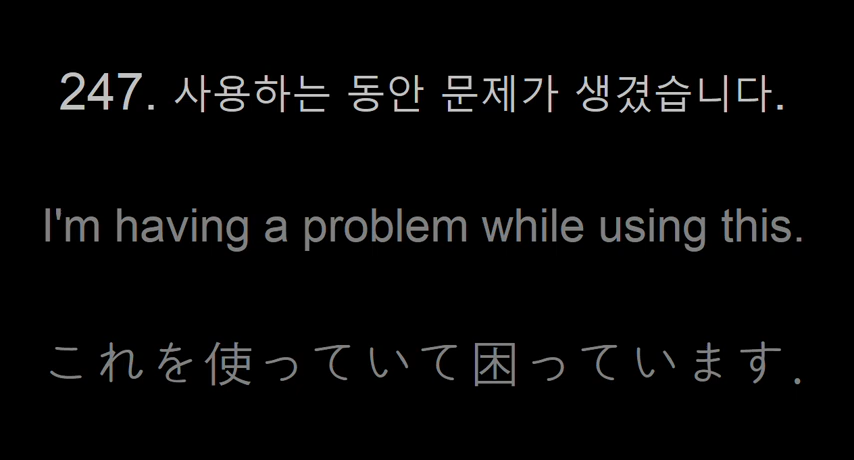 247. 사용하는 동안 문제가 생겼습니다.
I'm having a problem while using this.
これを使っていて困っています.